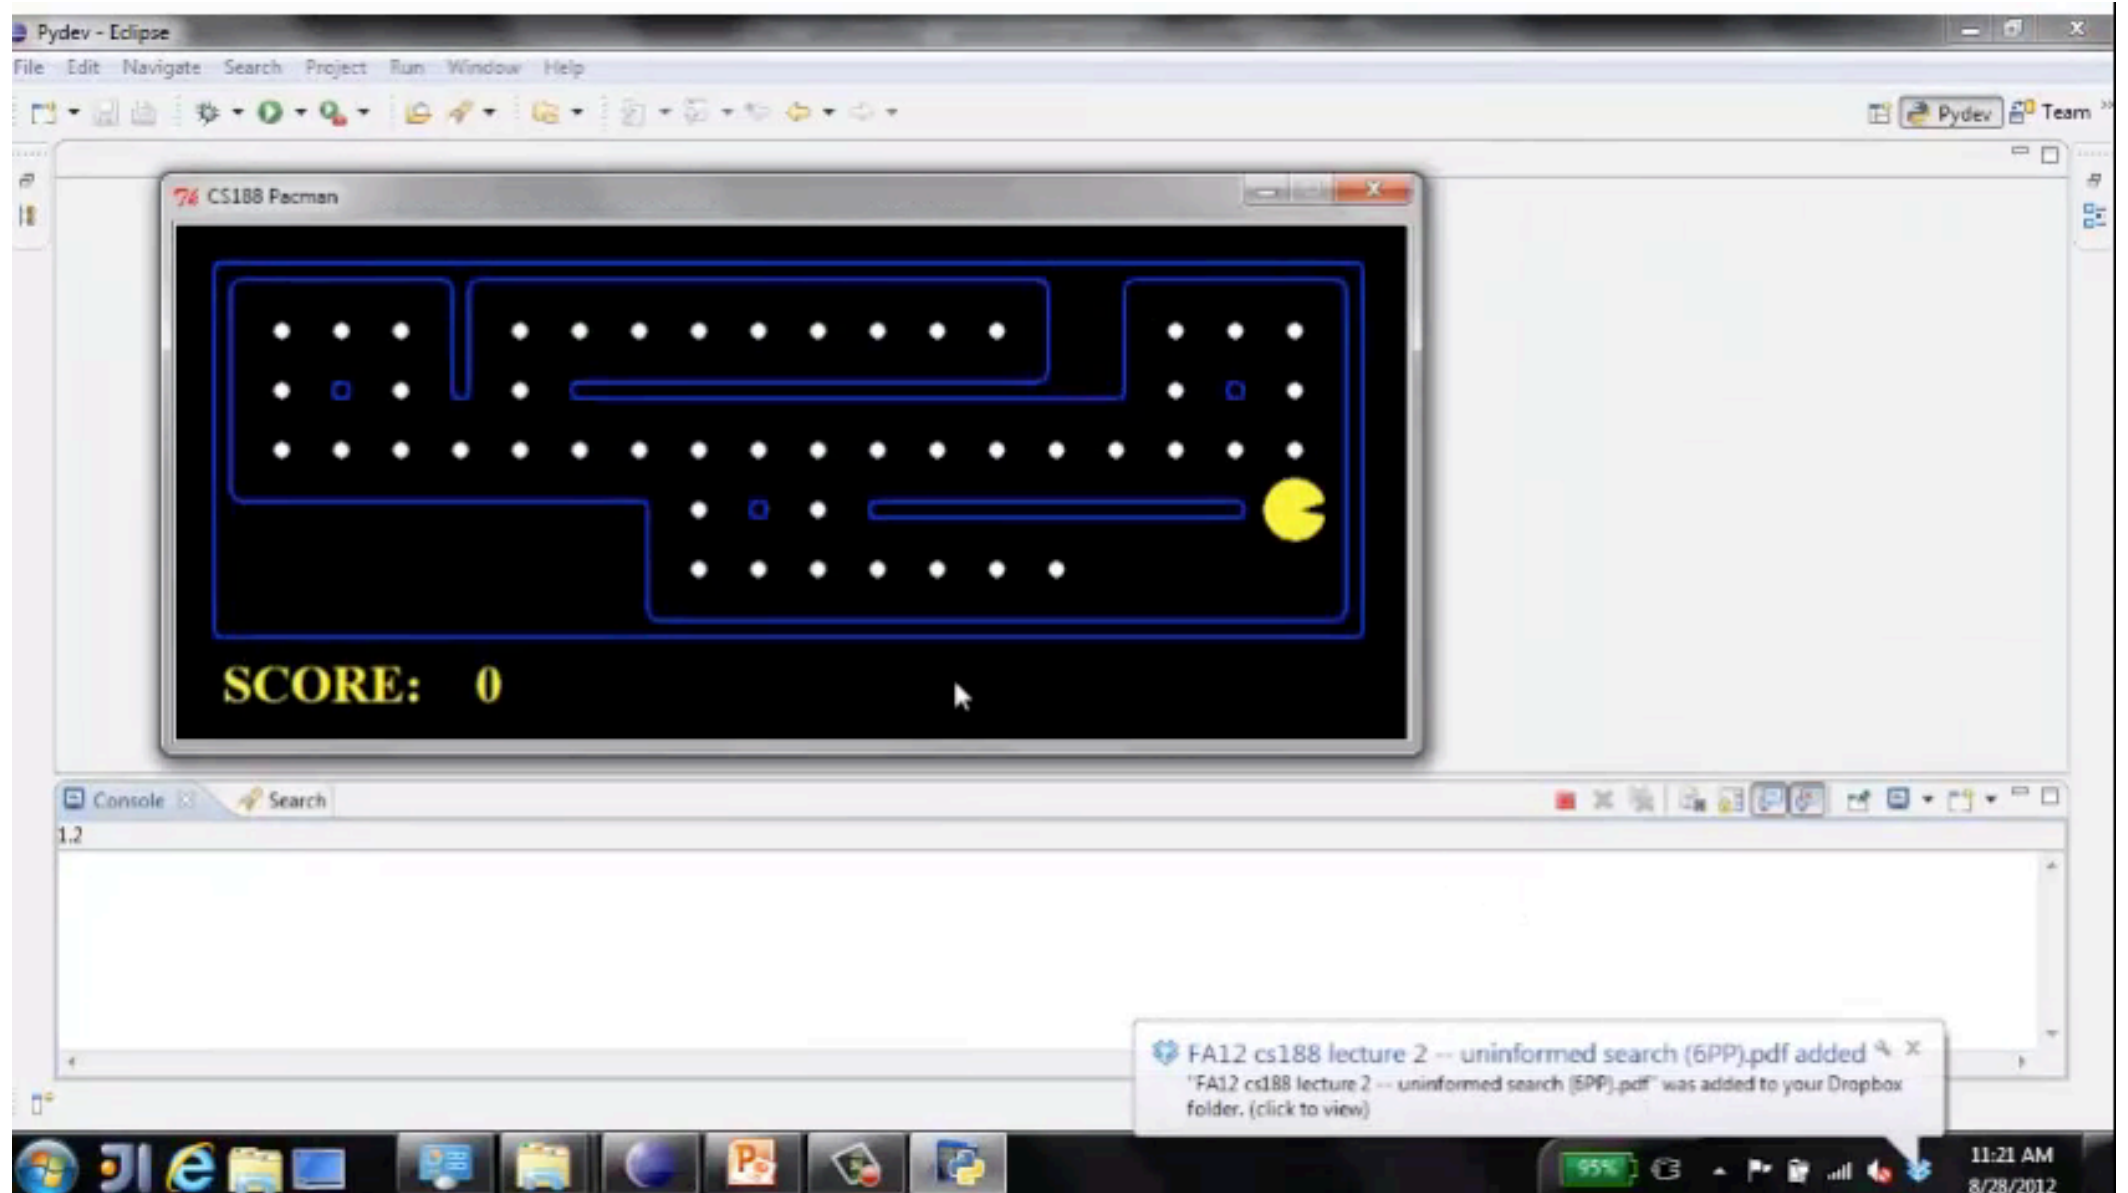 Pydev - Eclipse
File Edit Navigate Search Project Run Window Help
Pydev Team
CS188 Pacman
SCORE: 0
Console Search
1.2
FA12 cs188 lecture 2 -- uninformed search (6PP).pdf added
"FA12 cs188 lecture 2 -- uninformed search (6PP).pdf" was added to your Dropbox
folder. (click to view)
95%
11:21 AM
8/28/2012